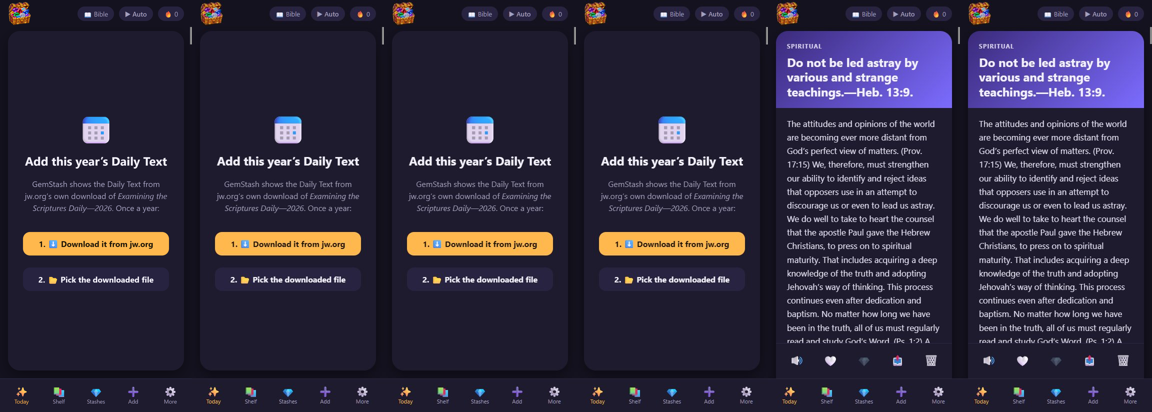 Bible
Auto
0
Add this year's Daily Text
GemStash shows the Daily Text from
jw.org's own download of Examining the
Scriptures Daily—2026. Once a year:
1. Download it from jw.org
2. Pick the downloaded file
Today
Shelf
Stashes
Add
More
Bible
Auto
0
Add this year's Daily Text
GemStash shows the Daily Text from
jw.org's own download of Examining the
Scriptures Daily—2026. Once a year:
1. Download it from jw.org
2. Pick the downloaded file
Today
Shelf
Stashes
Add
More
Bible
Auto
0
Add this year's Daily Text
GemStash shows the Daily Text from
jw.org's own download of Examining the
Scriptures Daily—2026. Once a year:
1. Download it from jw.org
2. Pick the downloaded file
Today
Shelf
Stashes
Add
More
Bible
Auto
0
Add this year's Daily Text
GemStash shows the Daily Text from
jw.org's own download of Examining the
Scriptures Daily—2026. Once a year:
1. Download it from jw.org
2. Pick the downloaded file
Today
Shelf
Stashes
Add
More
Bible
Auto
0
SPIRITUAL
Do not be led astray by
various and strange
teachings.—Heb. 13:9.
The attitudes and opinions of the world
are becoming ever more distant from
God's perfect view of matters. (Prov.
17:15) We, therefore, must strengthen
our ability to identify and reject ideas
that opposers use in an attempt to
discourage us or even to lead us astray.
We do well to take to heart the counsel
that the apostle Paul gave the Hebrew
Christians, to press on to spiritual
maturity. That includes acquiring a deep
knowledge of the truth and adopting
Jehovah's way of thinking. This process
continues even after dedication and
baptism. No matter how long we have
been in the truth, all of us must regularly
read and study God's Word. (Ps. 1:2) A
Today
Shelf
Stashes
Add
More
Bible
Auto
0
SPIRITUAL
Do not be led astray by
various and strange
teachings.—Heb. 13:9.
The attitudes and opinions of the world
are becoming ever more distant from
God's perfect view of matters. (Prov.
17:15) We, therefore, must strengthen
our ability to identify and reject ideas
that opposers use in an attempt to
discourage us or even to lead us astray.
We do well to take to heart the counsel
that the apostle Paul gave the Hebrew
Christians, to press on to spiritual
maturity. That includes acquiring a deep
knowledge of the truth and adopting
Jehovah's way of thinking. This process
continues even after dedication and
baptism. No matter how long we have
been in the truth, all of us must regularly
read and study God's Word. (Ps. 1:2) A
Today
Shelf
Stashes
Add
More